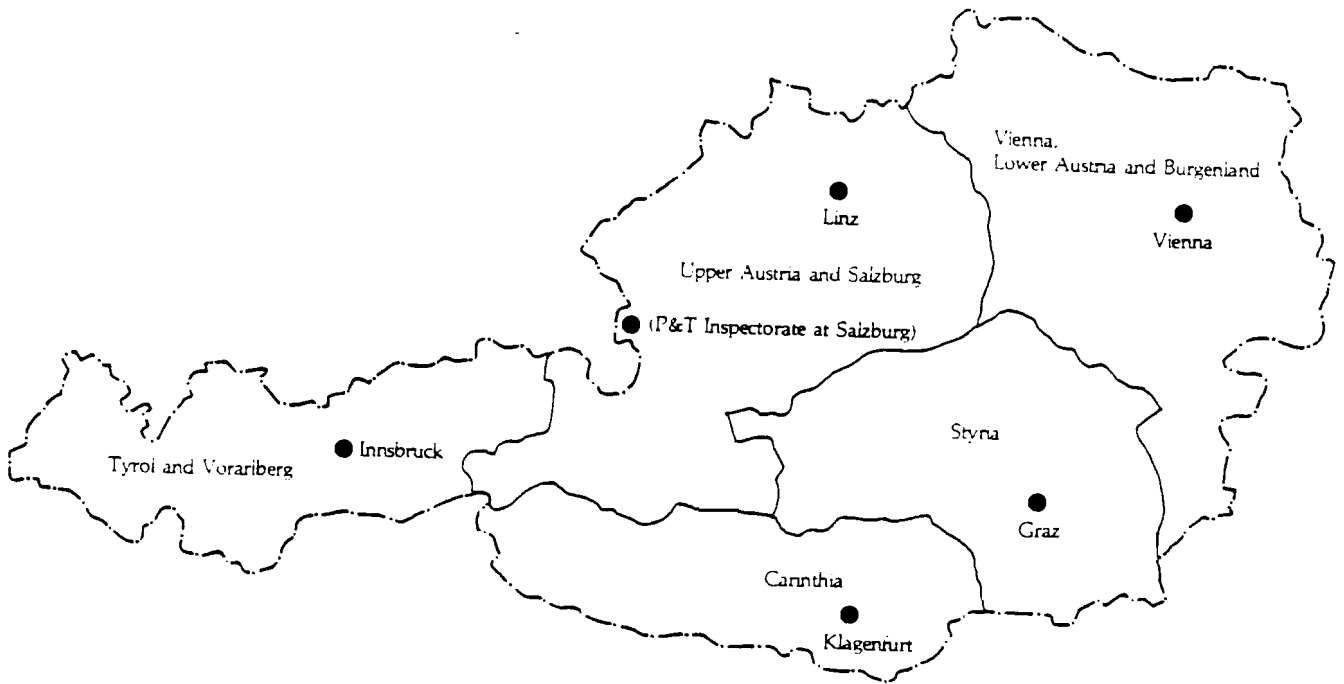 Vienna,
Lower Austria and Burgenland
Linz
Vienna
Upper Austria and Salzburg
(P&T Inspectorate at Salzburg)
Styria
Innsbruck
Tyrol and Vorarlberg
Graz
Carinthia
Klagenfurt